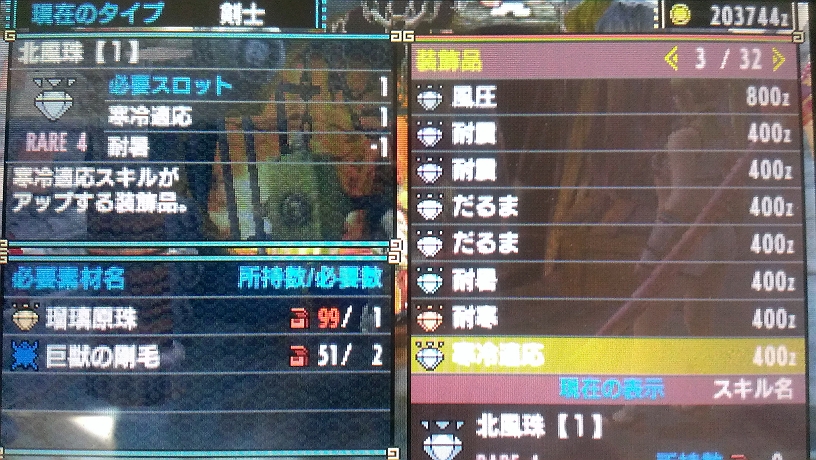 現在のタイプ 剣士
203744z
北風珠【1】
必要スロット 1
寒冷適応 1
RARE 4 耐暑 -1
寒冷適応スキルが
アップする装飾品。
必要素材名 所持数/必要数
瑠璃原珠 99/ 1
巨獣の剛毛 51/ 2
装飾品 3 / 32
風圧 800z
耐震 400z
耐震 400z
だるま 400z
だるま 400z
耐暑 400z
耐寒 400z
寒冷適応 400z
現在の表示 スキル名
北風珠【1】
RARE 4 所持数 0